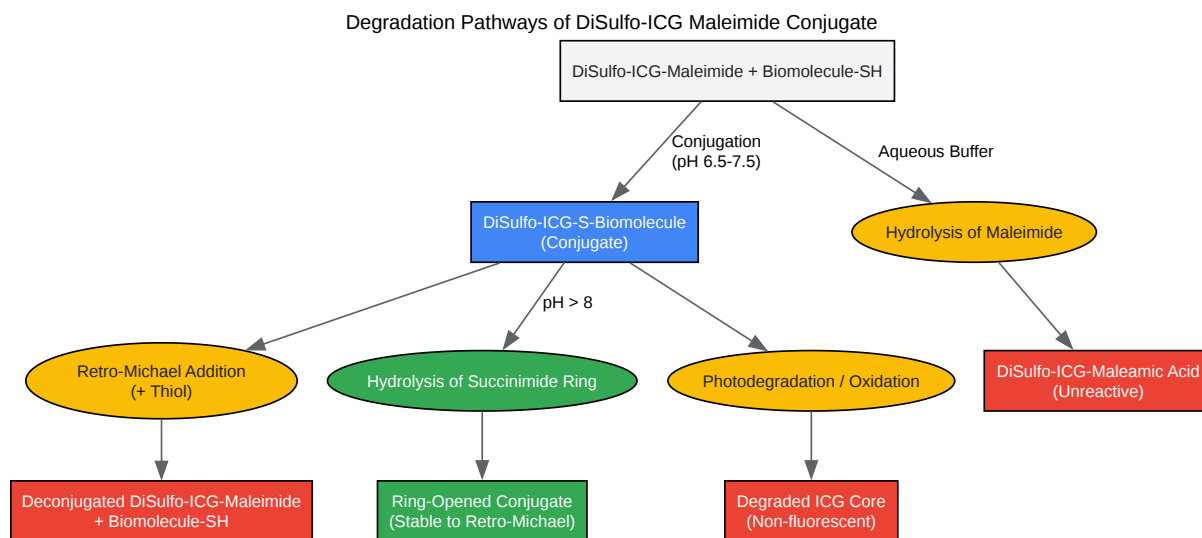 Degradation Pathways of DiSulfo-ICG Maleimide Conjugate
DiSulfo-ICG-Maleimide + Biomolecule-SH
Conjugation
(pH 6.5-7.5)
Aqueous Buffer
DiSulfo-ICG-S-Biomolecule
(Conjugate)
Hydrolysis of Maleimide
pH > 8
Retro-Michael Addition
(+ Thiol)
Hydrolysis of Succinimide Ring
Photodegradation / Oxidation
DiSulfo-ICG-Maleamic Acid
(Unreactive)
Deconjugated DiSulfo-ICG-Maleimide
+ Biomolecule-SH
Ring-Opened Conjugate
(Stable to Retro-Michael)
Degraded ICG Core
(Non-fluorescent)